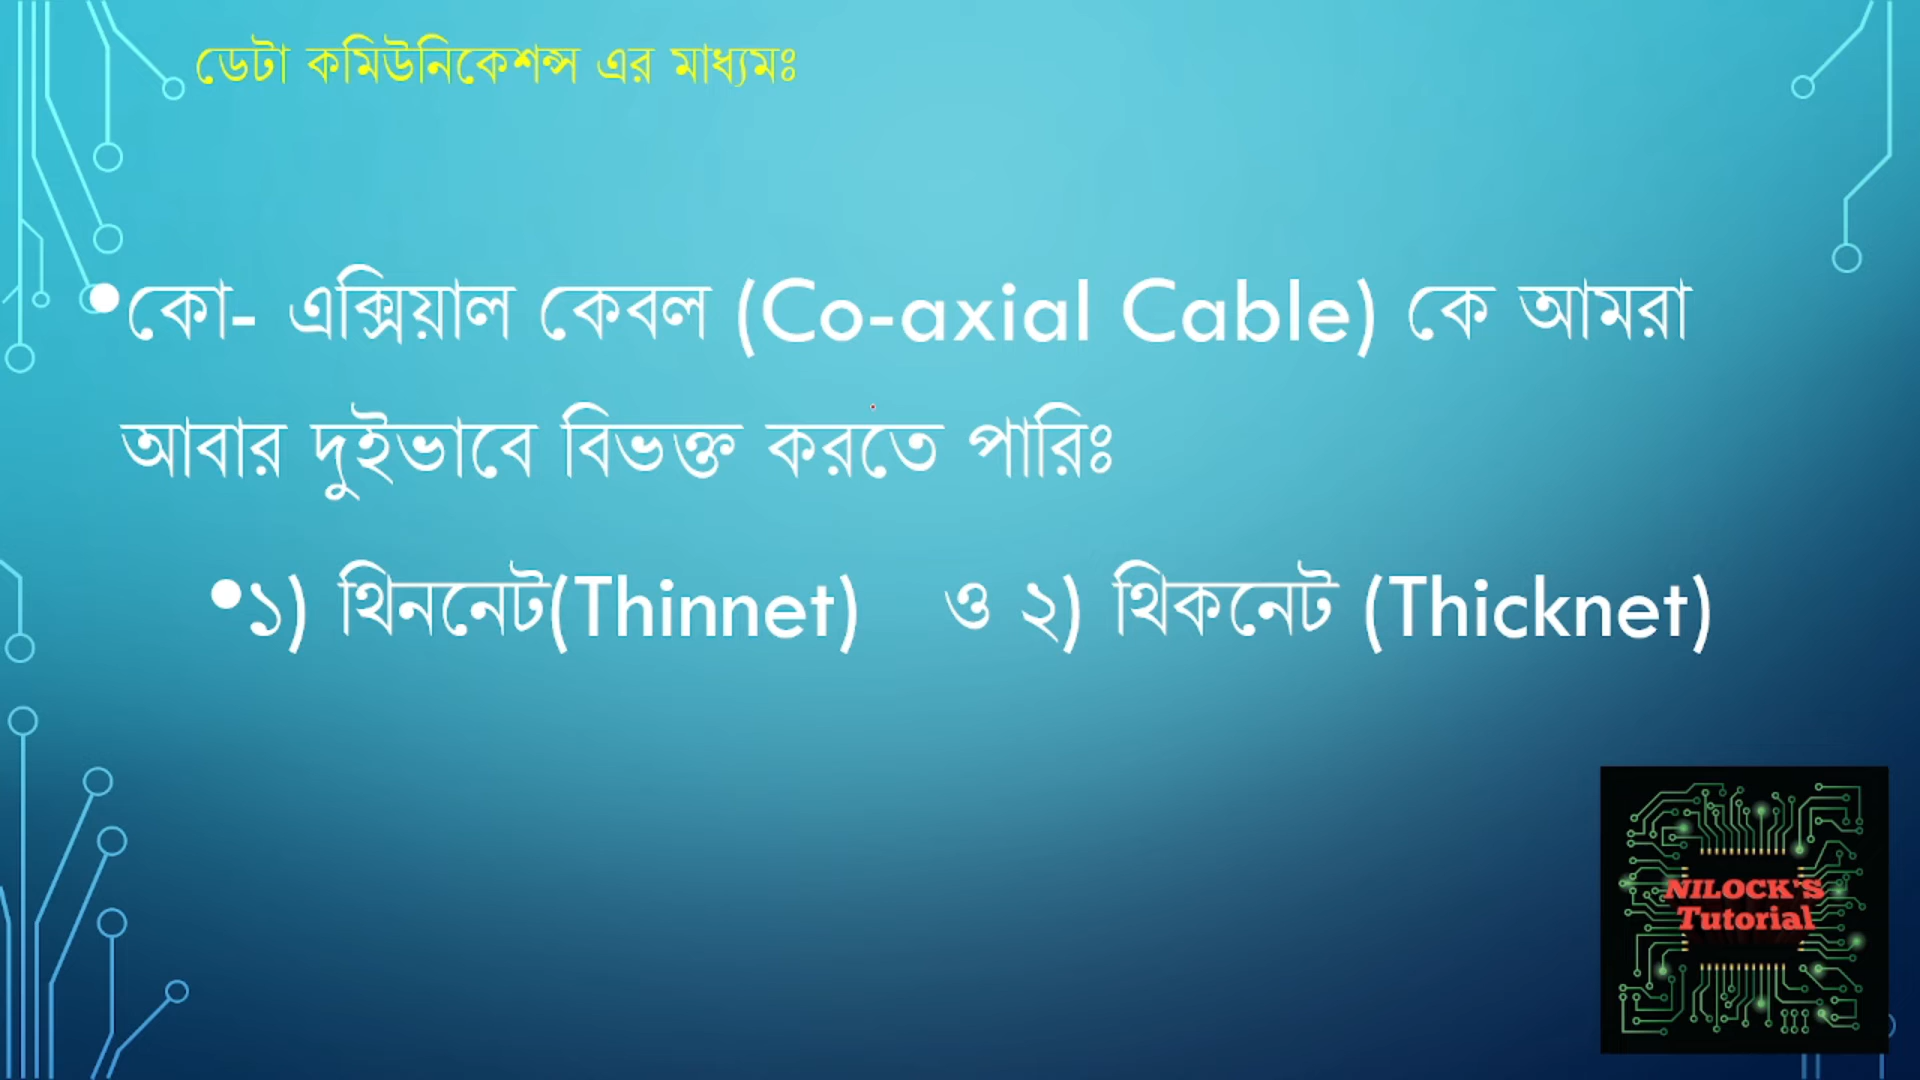 ডেটা কমিউনিকেশন্স এর মাধ্যমঃ
•কো- এক্সিয়াল কেবল (Co-axial Cable) কে আমরা
আবার দুইভাবে বিভক্ত করতে পারিঃ
•১) থিননেট(Thinnet) ও ২) থিকনেট (Thicknet)
NILOCK'S
Tutorial